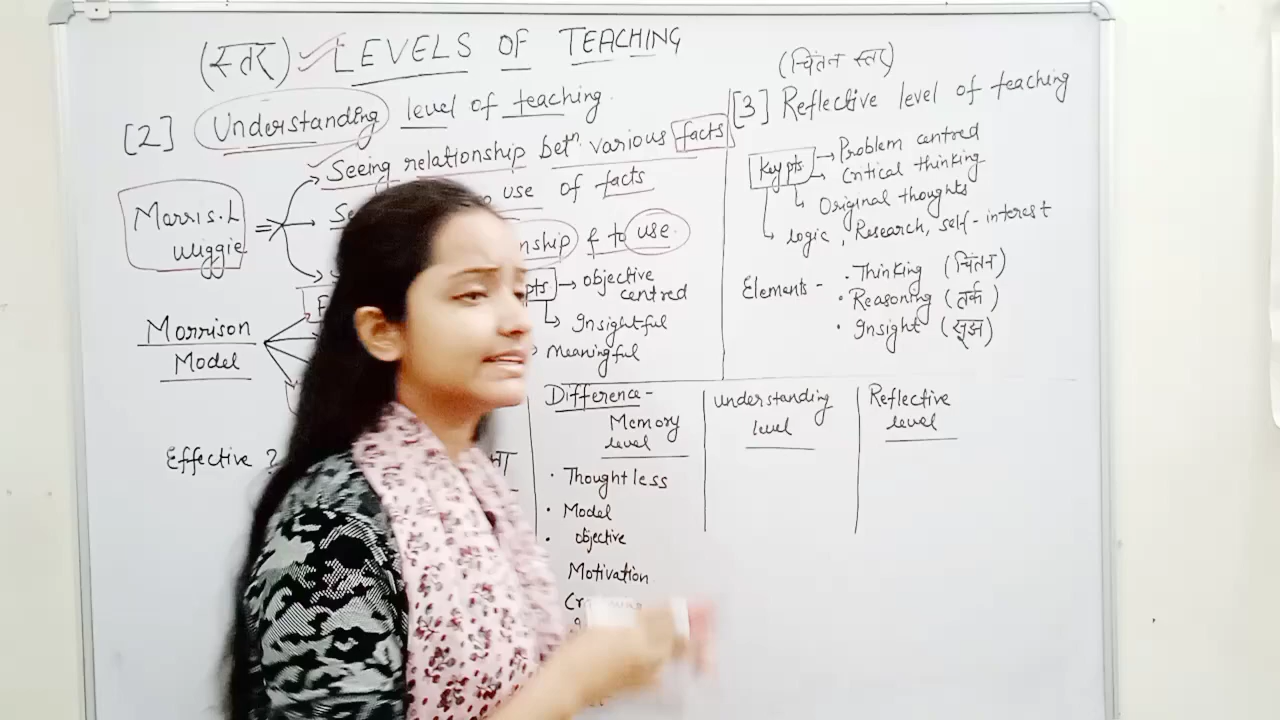 (स्तर) ✓ LEVELS OF TEACHING
[2] Understanding level of teaching.
Seeing relationship betⁿ various facts
use of facts
& to use.
Morris.L
wiggie
=
Morrison
Model
→ objective
centred
↳ Insightful
Meaningful
Effective ?
(चिंतन स्तर)
[3] Reflective level of teaching
Key pts → Problem centred
Critical thinking
Original thoughts
logic, Research, self-interest
Elements - • Thinking (चिंतन)
• Reasoning (तर्क)
• Insight (सूझ)
Difference -
Memory
level
• Thoughtless
• Model
• objective
Motivation
understanding
level
Reflective
level